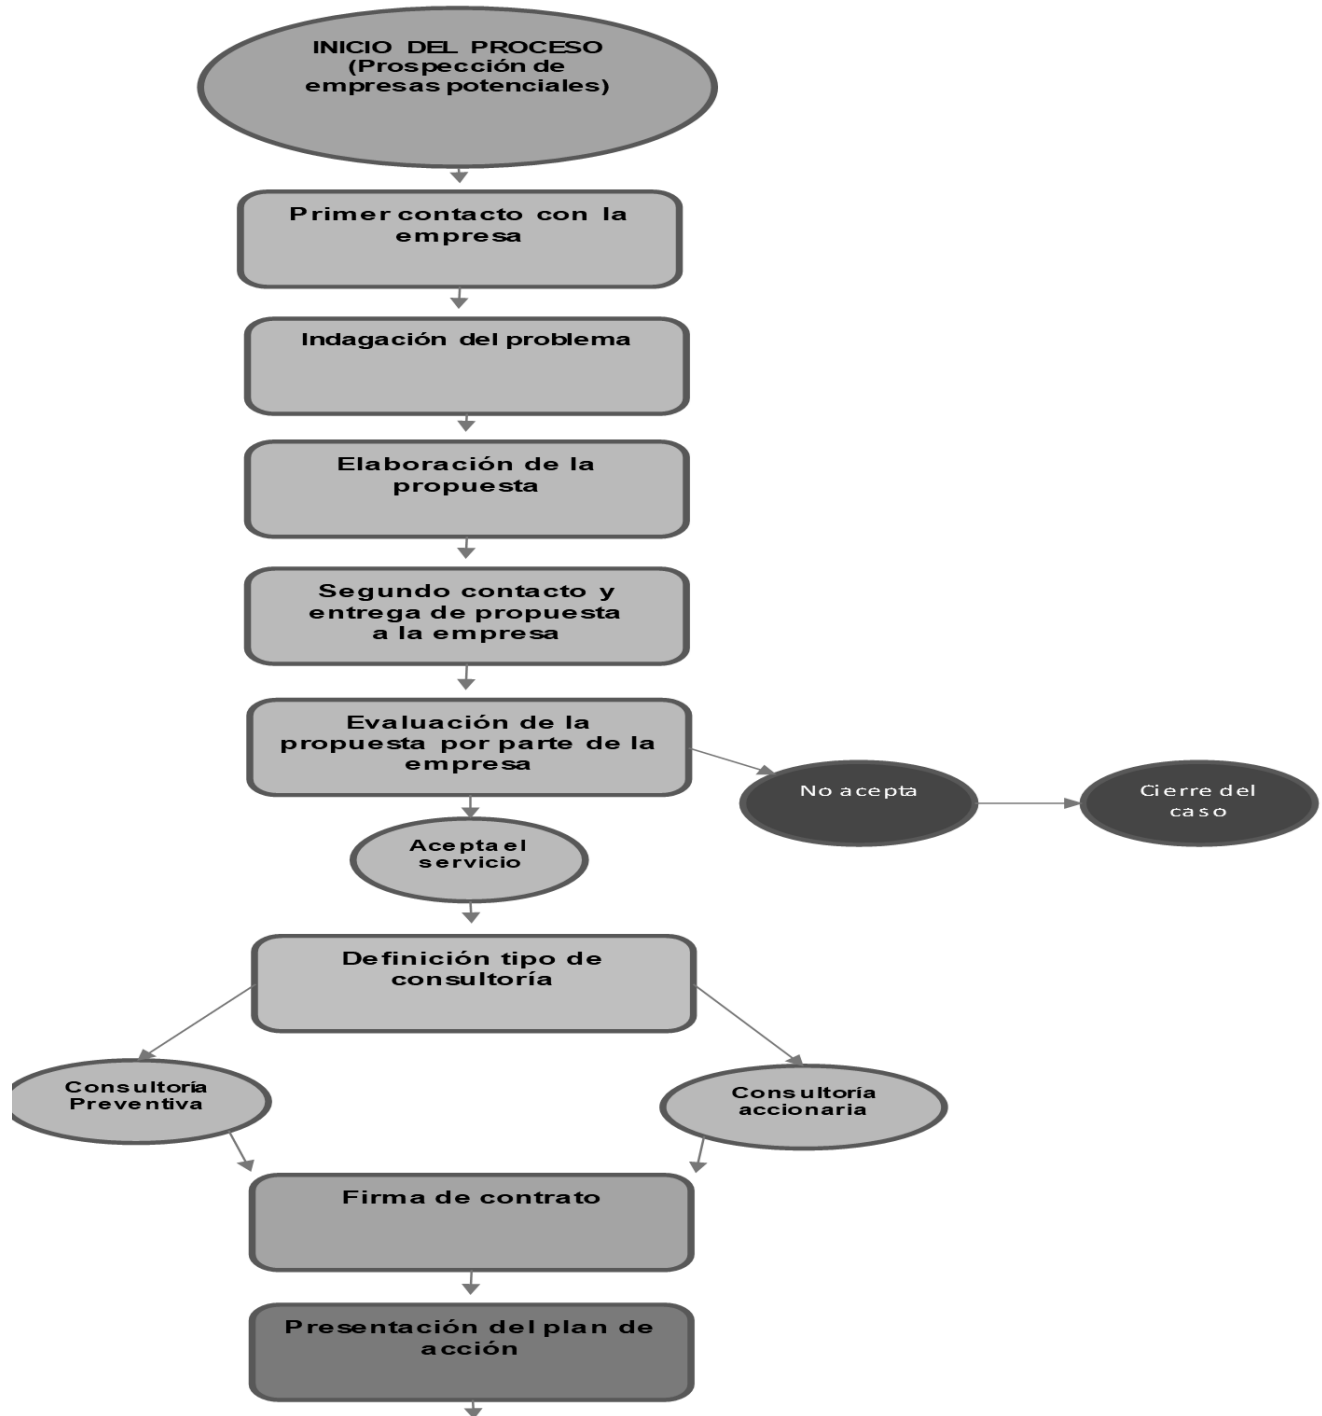 INICIO DEL PROCESO
(Prospección de
empresas potenciales)
Primer contacto con la
empresa
Indagación del problema
Elaboración de la
propuesta
Segundo contacto y
entrega de propuesta
a la empresa
Evaluación de la
propuesta por parte de la
empresa
No acepta
Cierre del
caso
Acepta el
servicio
Definición tipo de
consultoría
Consultoría
Preventiva
Consultoría
accionaria
Firma de contrato
Presentación del plan de
acción